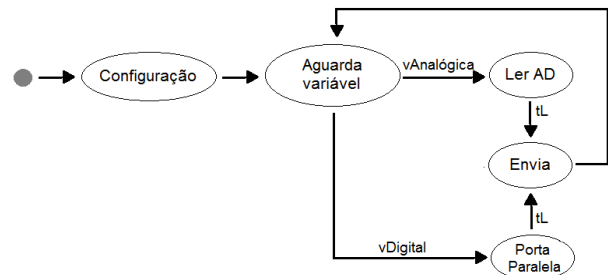 Configuração
Aguarda
variável
vAnalógica
Ler AD
tL
Envia
tL
vDigital
Porta
Paralela